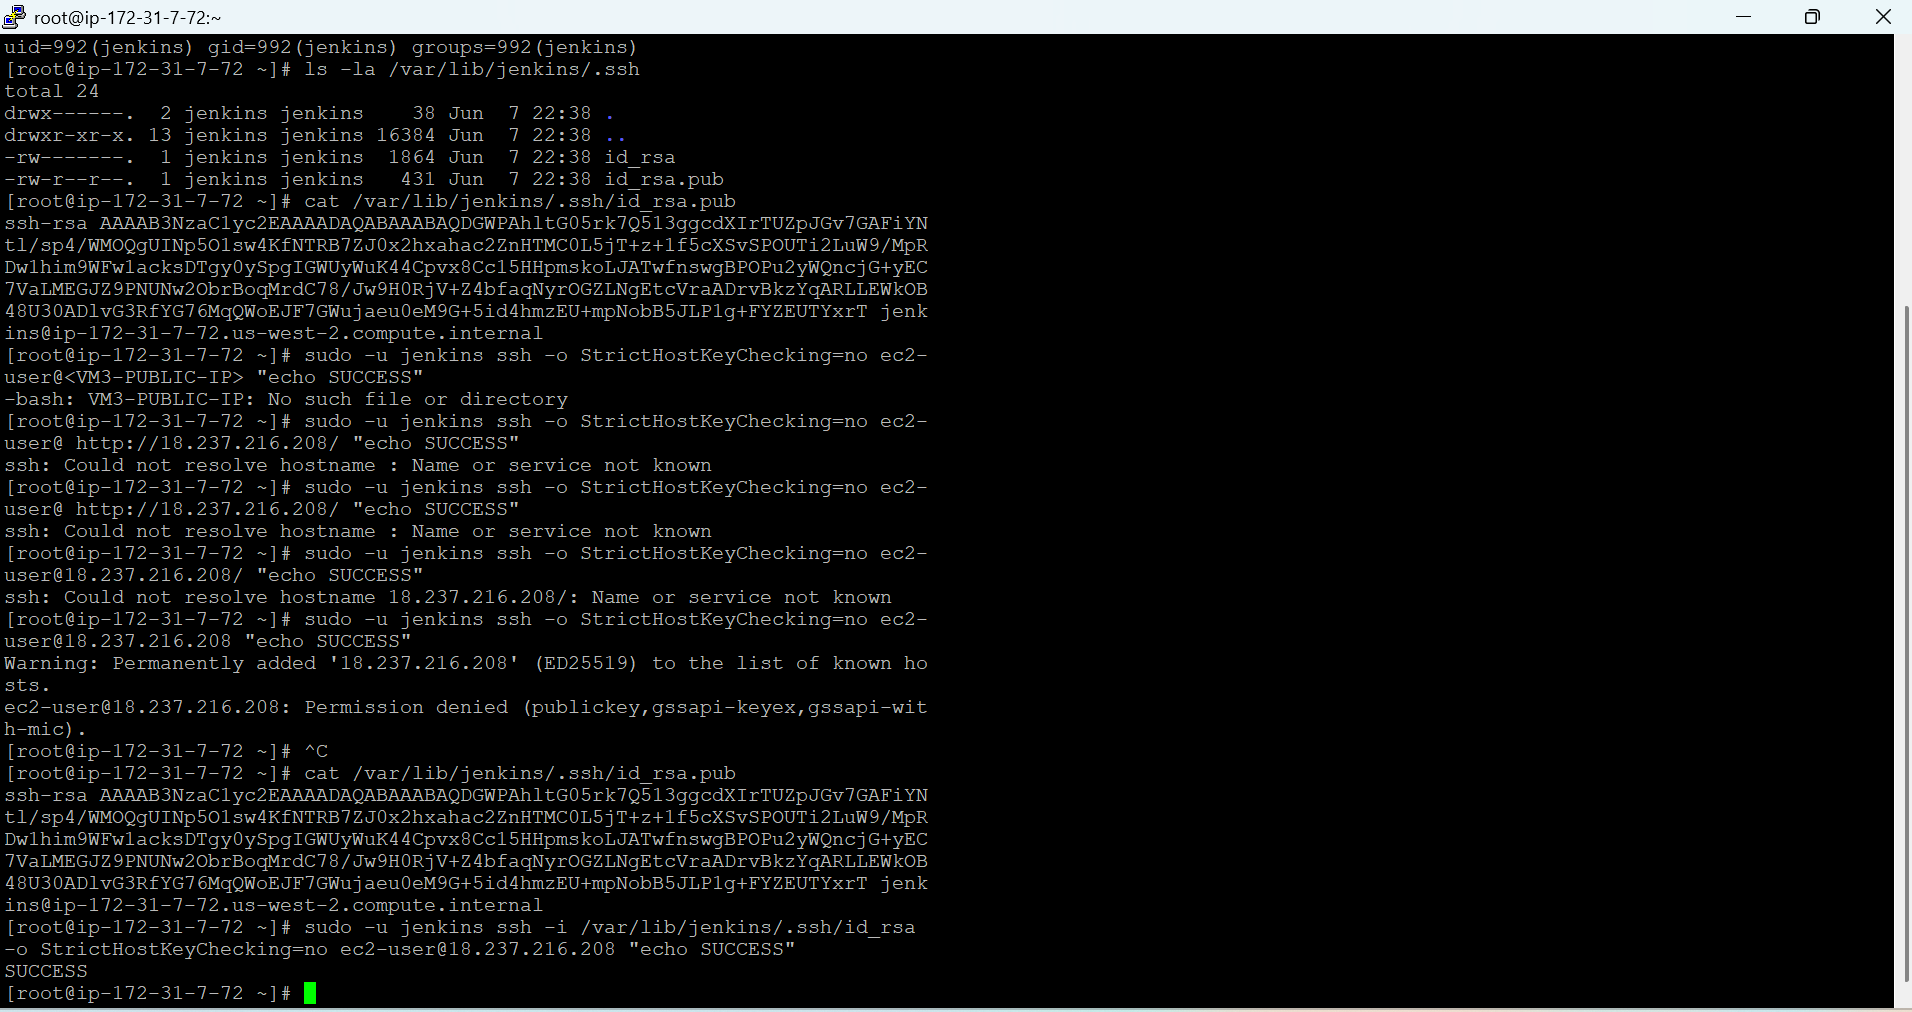 root@ip-172-31-7-72:~
uid=992(jenkins) gid=992(jenkins) groups=992(jenkins)
[root@ip-172-31-7-72 ~]# ls -la /var/lib/jenkins/.ssh
total 24
drwx------.  2 jenkins jenkins    38 Jun  7 22:38 .
drwxr-xr-x. 13 jenkins jenkins 16384 Jun  7 22:38 ..
-rw-------.  1 jenkins jenkins  1864 Jun  7 22:38 id_rsa
-rw-r--r--.  1 jenkins jenkins   431 Jun  7 22:38 id_rsa.pub
[root@ip-172-31-7-72 ~]# cat /var/lib/jenkins/.ssh/id_rsa.pub
ssh-rsa AAAAB3NzaC1yc2EAAAADAQABAAABAQDGWPAhltG05rk7Q513ggcdXIrTUZpJGv7GAFiYN
tl/sp4/WMOQgUINp5O1sw4KfNTRB7ZJ0x2hxahac2ZnHTMC0L5jT+z+1f5cXSvSPOUTi2LuW9/MpR
Dw1him9WFwlacksDTgy0ySpgIGWUyWuK44Cpvx8Cc15HHpmskoLJATwfnswgBPOPu2yWQncjG+yEC
7VaLMEGJZ9PNUNw2ObrBoqMrdC78/Jw9H0RjV+Z4bfaqNyrOGZLNgEtcVraADrvBkzYqARLLEWkOB
48U30ADlvG3RfYG76MqQWoEJF7GWujaeu0eM9G+5id4hmzEU+mpNobB5JLP1g+FYZEUTYxrT jenk
ins@ip-172-31-7-72.us-west-2.compute.internal
[root@ip-172-31-7-72 ~]# sudo -u jenkins ssh -o StrictHostKeyChecking=no ec2-
user@<VM3-PUBLIC-IP> "echo SUCCESS"
-bash: VM3-PUBLIC-IP: No such file or directory
[root@ip-172-31-7-72 ~]# sudo -u jenkins ssh -o StrictHostKeyChecking=no ec2-
user@ http://18.237.216.208/ "echo SUCCESS"
ssh: Could not resolve hostname : Name or service not known
[root@ip-172-31-7-72 ~]# sudo -u jenkins ssh -o StrictHostKeyChecking=no ec2-
user@ http://18.237.216.208/ "echo SUCCESS"
ssh: Could not resolve hostname : Name or service not known
[root@ip-172-31-7-72 ~]# sudo -u jenkins ssh -o StrictHostKeyChecking=no ec2-
user@18.237.216.208/ "echo SUCCESS"
ssh: Could not resolve hostname 18.237.216.208/: Name or service not known
[root@ip-172-31-7-72 ~]# sudo -u jenkins ssh -o StrictHostKeyChecking=no ec2-
user@18.237.216.208 "echo SUCCESS"
Warning: Permanently added '18.237.216.208' (ED25519) to the list of known ho
sts.
ec2-user@18.237.216.208: Permission denied (publickey,gssapi-keyex,gssapi-wit
h-mic).
[root@ip-172-31-7-72 ~]# ^C
[root@ip-172-31-7-72 ~]# cat /var/lib/jenkins/.ssh/id_rsa.pub
ssh-rsa AAAAB3NzaC1yc2EAAAADAQABAAABAQDGWPAhltG05rk7Q513ggcdXIrTUZpJGv7GAFiYN
tl/sp4/WMOQgUINp5O1sw4KfNTRB7ZJ0x2hxahac2ZnHTMC0L5jT+z+1f5cXSvSPOUTi2LuW9/MpR
Dw1him9WFwlacksDTgy0ySpgIGWUyWuK44Cpvx8Cc15HHpmskoLJATwfnswgBPOPu2yWQncjG+yEC
7VaLMEGJZ9PNUNw2ObrBoqMrdC78/Jw9H0RjV+Z4bfaqNyrOGZLNgEtcVraADrvBkzYqARLLEWkOB
48U30ADlvG3RfYG76MqQWoEJF7GWujaeu0eM9G+5id4hmzEU+mpNobB5JLP1g+FYZEUTYxrT jenk
ins@ip-172-31-7-72.us-west-2.compute.internal
[root@ip-172-31-7-72 ~]# sudo -u jenkins ssh -i /var/lib/jenkins/.ssh/id_rsa
-o StrictHostKeyChecking=no ec2-user@18.237.216.208 "echo SUCCESS"
SUCCESS
[root@ip-172-31-7-72 ~]#